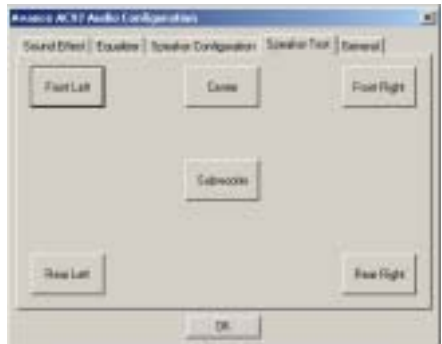 Avance AC97 Audio Configuration
Sound Effect Equalizer Speaker Configuration Speaker Test General
Front Left Center Front Right
Subwoofer
Rear Left Rear Right
OK